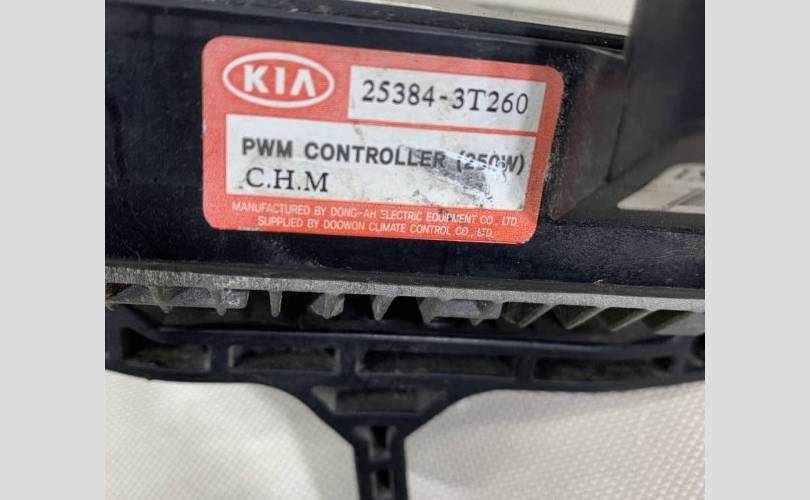 KIA 25384-3T260
PWM CONTROLLER (250W)
C.H.M
MANUFACTURED BY DONG-AH ELECTRIC EQUIPMENT CO., LTD.
SUPPLIED BY DOOWON CLIMATE CONTROL CO., LTD.